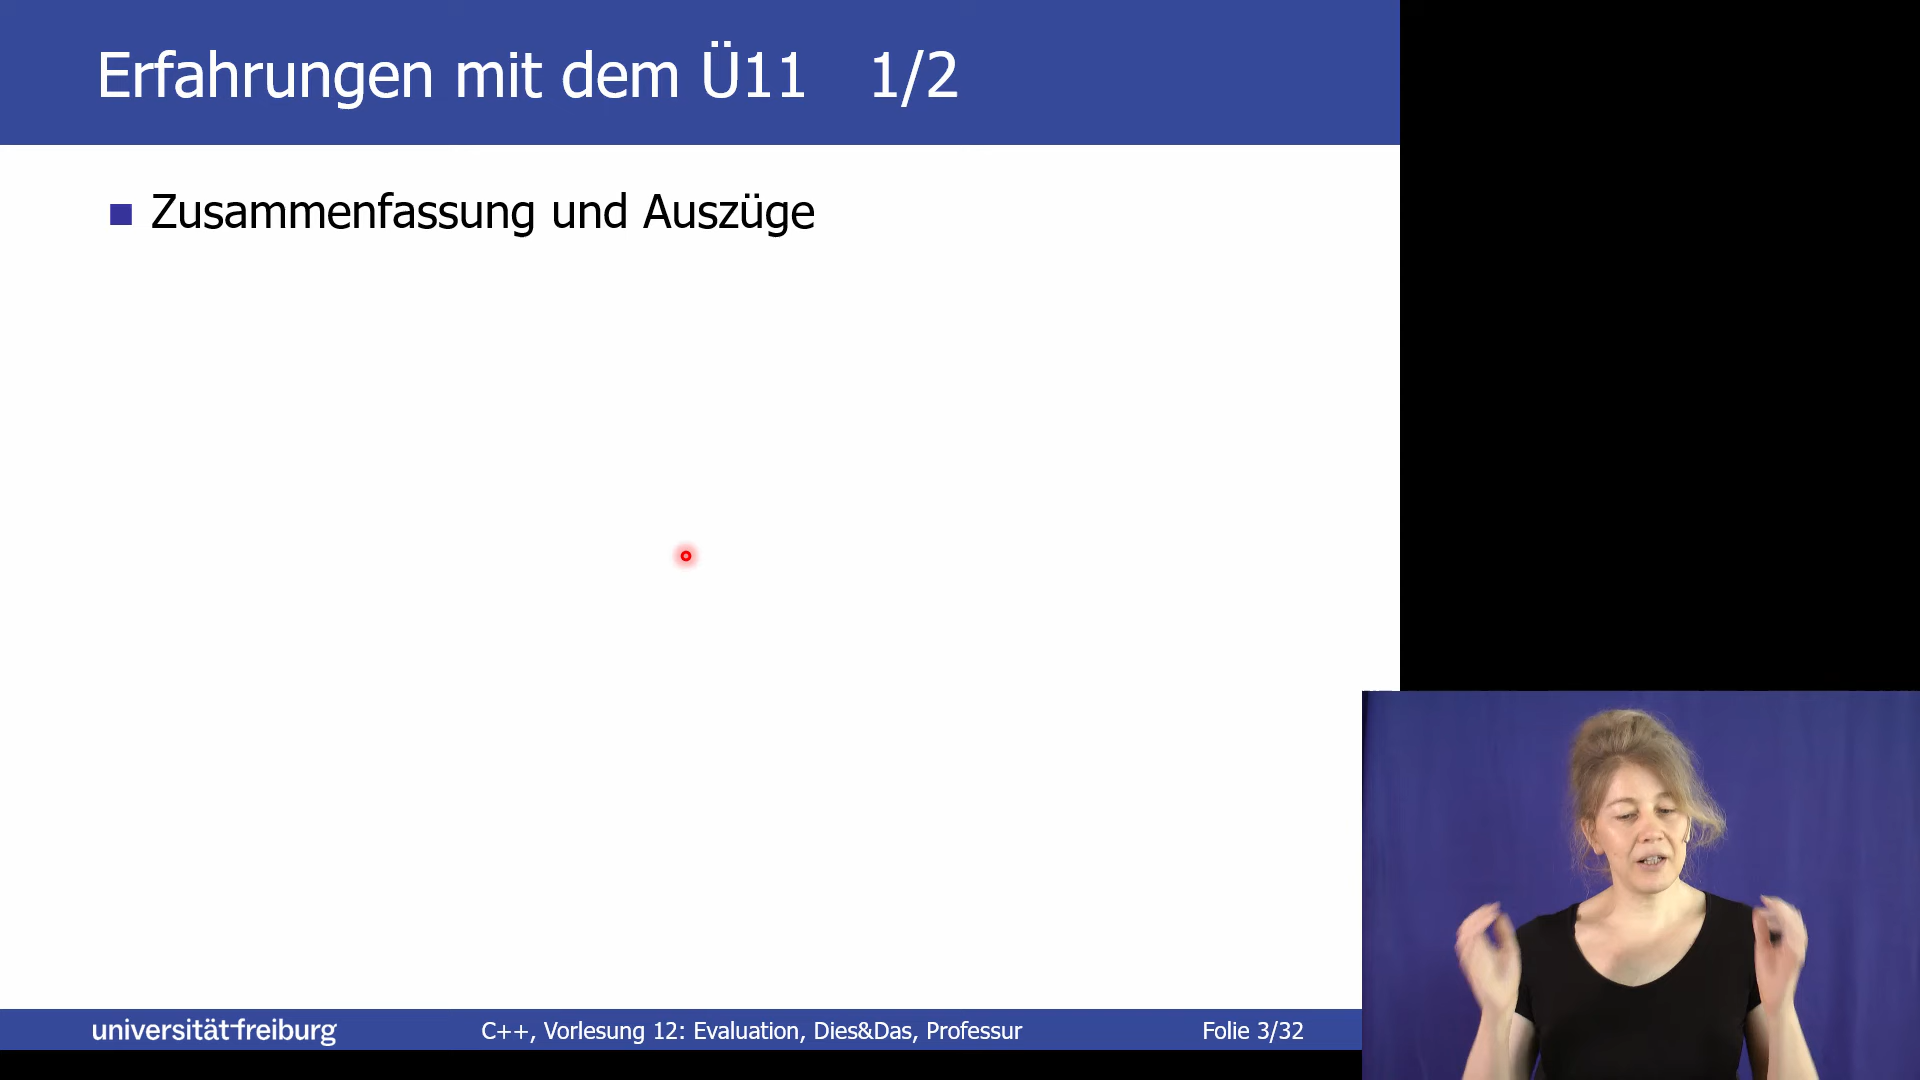 Erfahrungen mit dem Ü11 1/2
Zusammenfassung und Auszüge
universität freiburg
C++, Vorlesung 12: Evaluation, Dies&Das, Professur
Folie 3/32